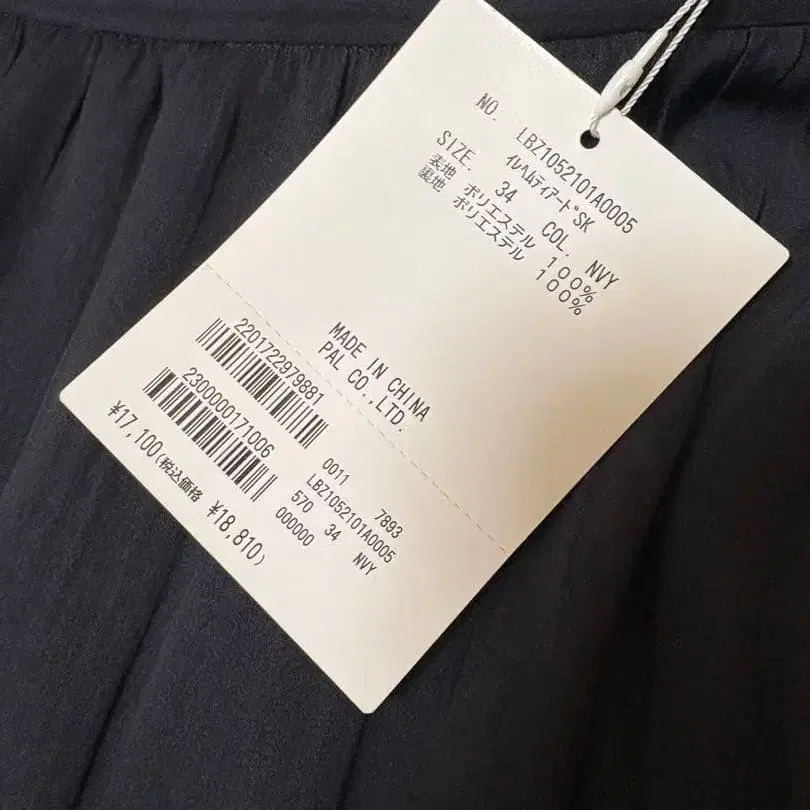 NO. LBZ1052101A0005
ｲﾚﾍﾑﾃｨｱｰﾄﾞSK
SIZE. 34 COL. NVY
表地 ポリエステル 100%
裏地 ポリエステル 100%
MADE IN CHINA
PAL CO.,LTD.
2201722979881
2300000171006
¥17,100(税込価格 ¥18,810)
0011 7893
LBZ1052101A0005
570 34 NVY
000000